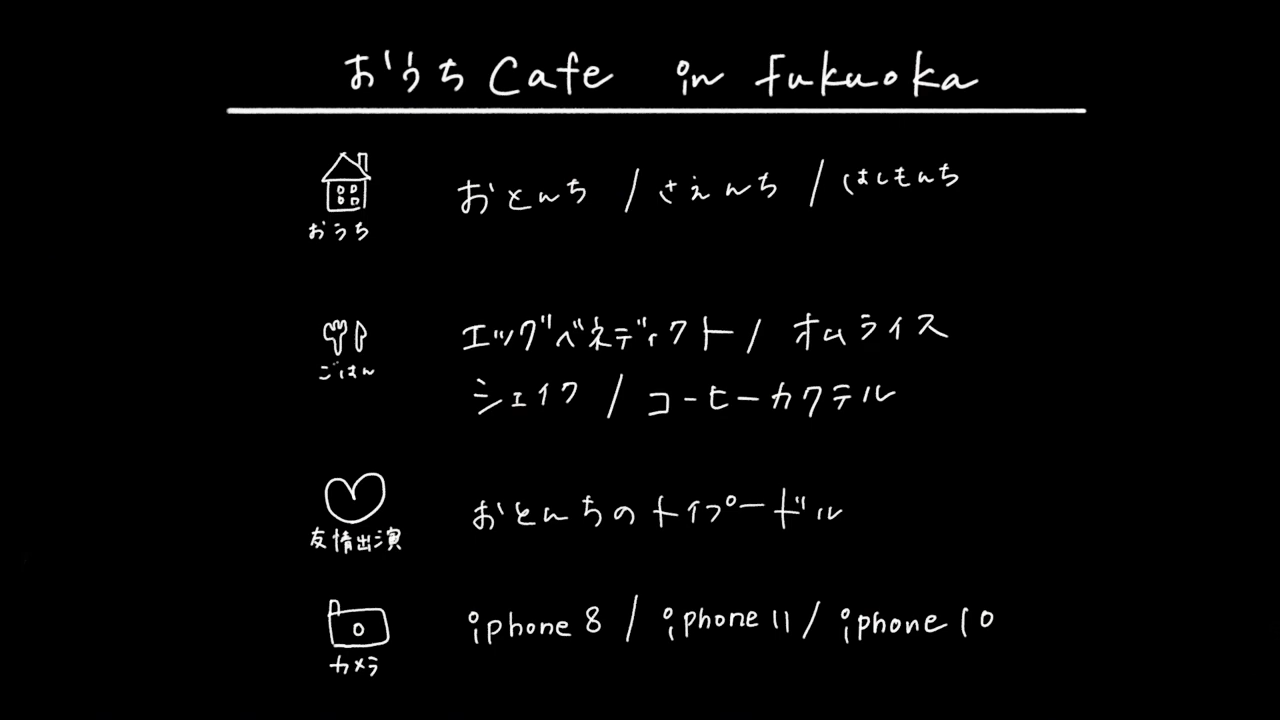 おうちCafe in fukuoka
おとんち / さえんち / はしもんち
おうち
エッグベネディクト / オムライス
ごはん
シェイク / コーヒーカクテル
おとんちのトイプードル
友情出演
iphone 8 / iphone 11 / iphone 10
カメラ